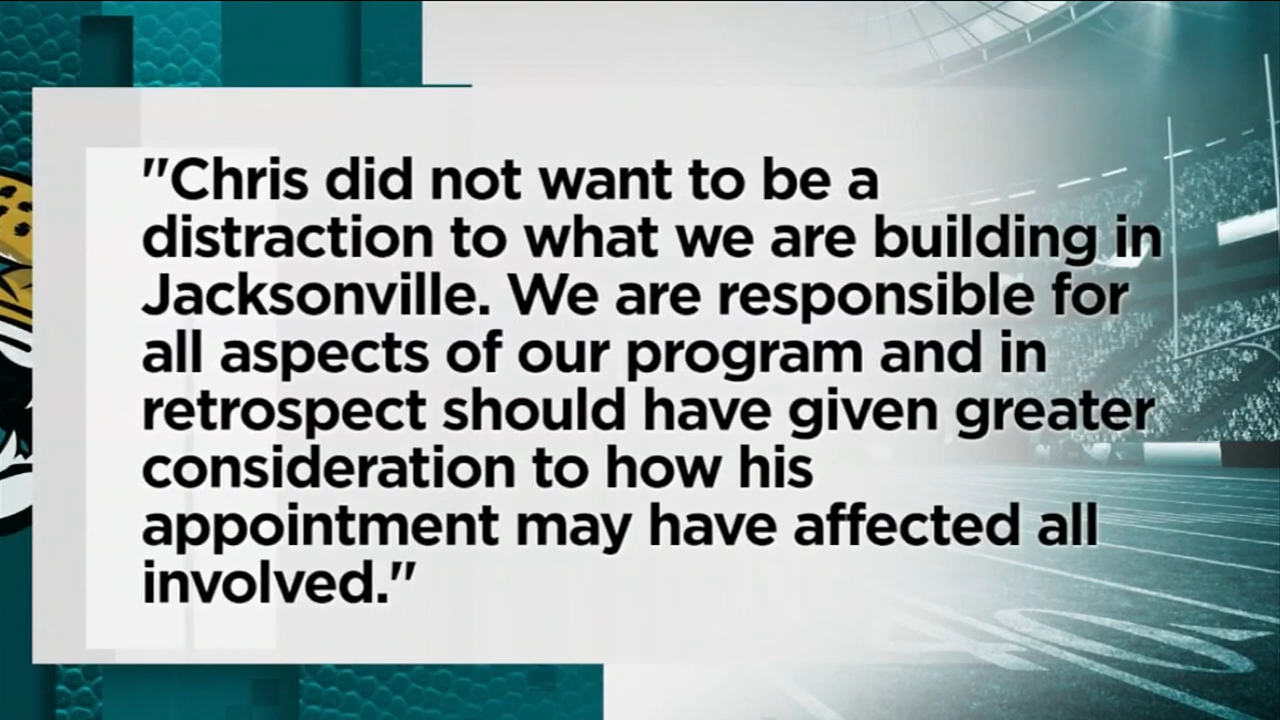 "Chris did not want to be a
distraction to what we are building in
Jacksonville. We are responsible for
all aspects of our program and in
retrospect should have given greater
consideration to how his
appointment may have affected all
involved."
40